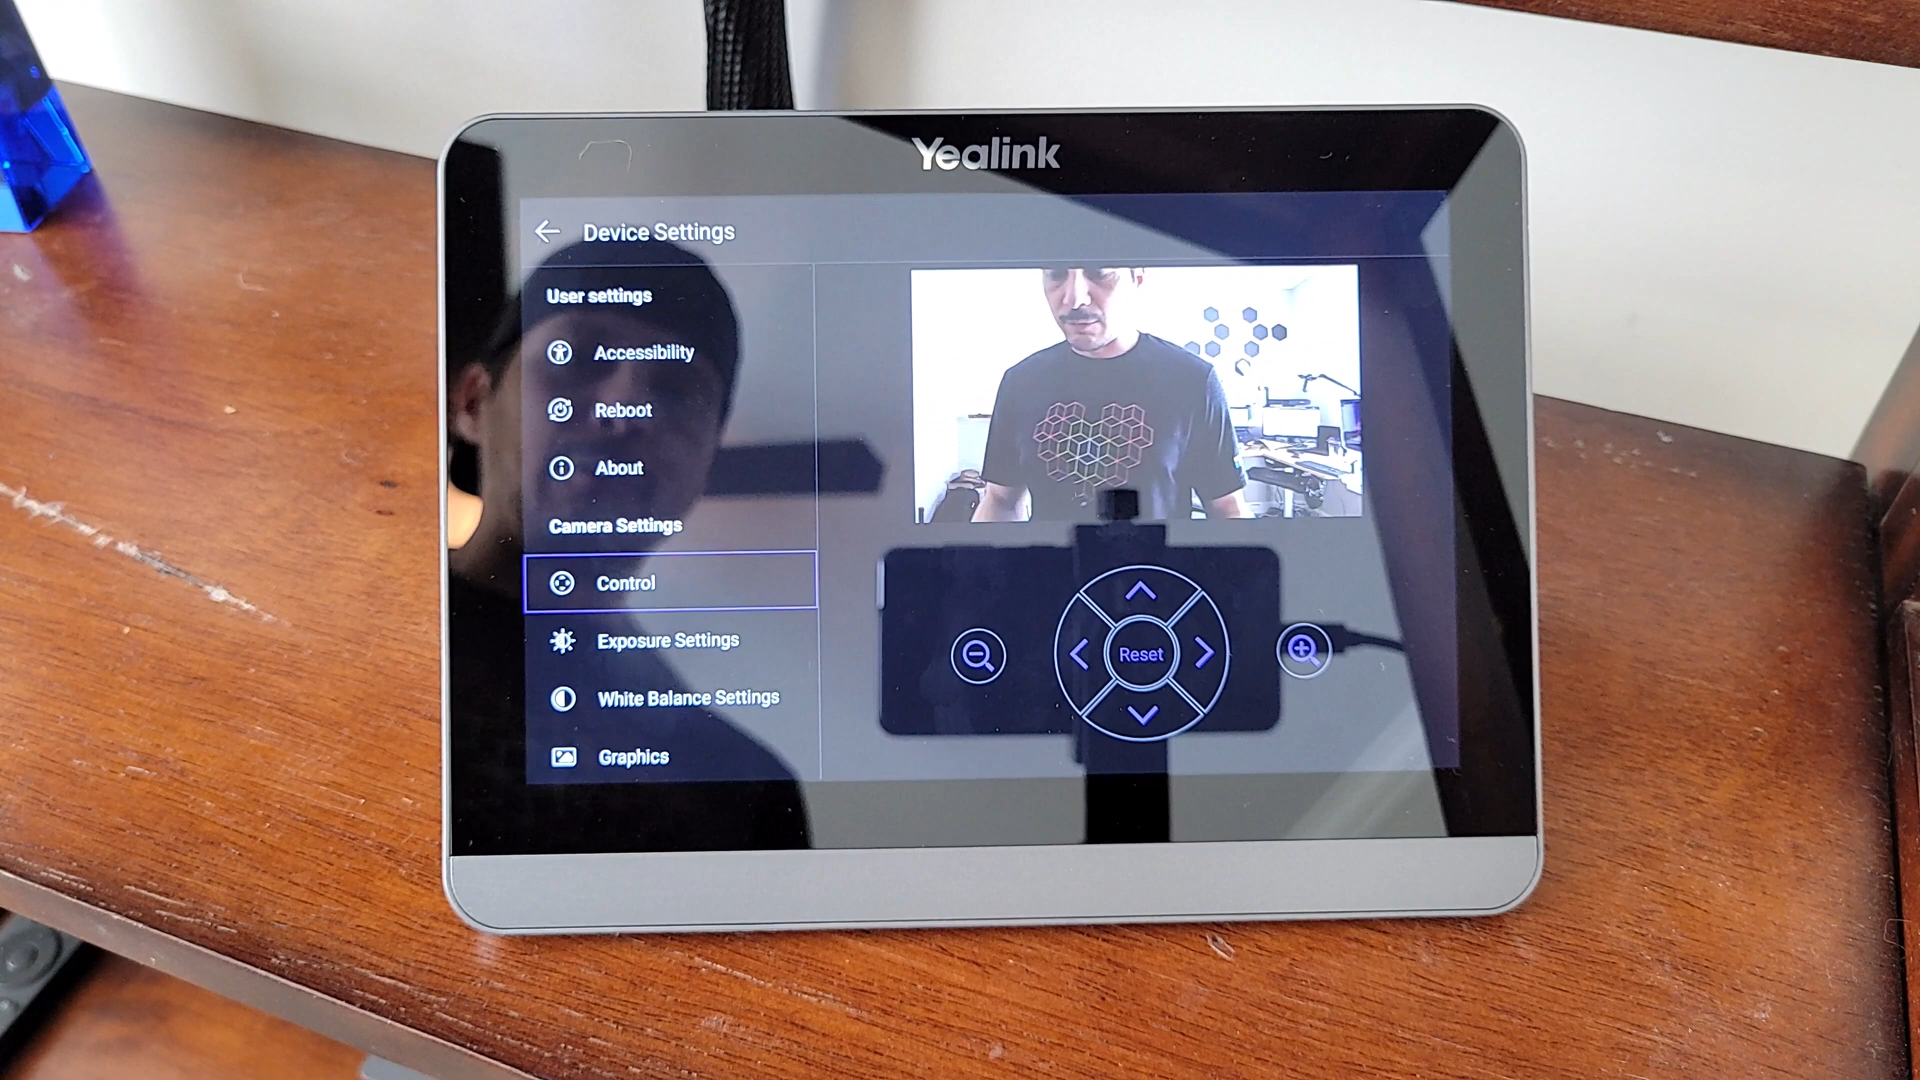 Yealink
Device Settings
User settings
Accessibility
Reboot
About
Camera Settings
Control
Exposure Settings
White Balance Settings
Graphics
Reset